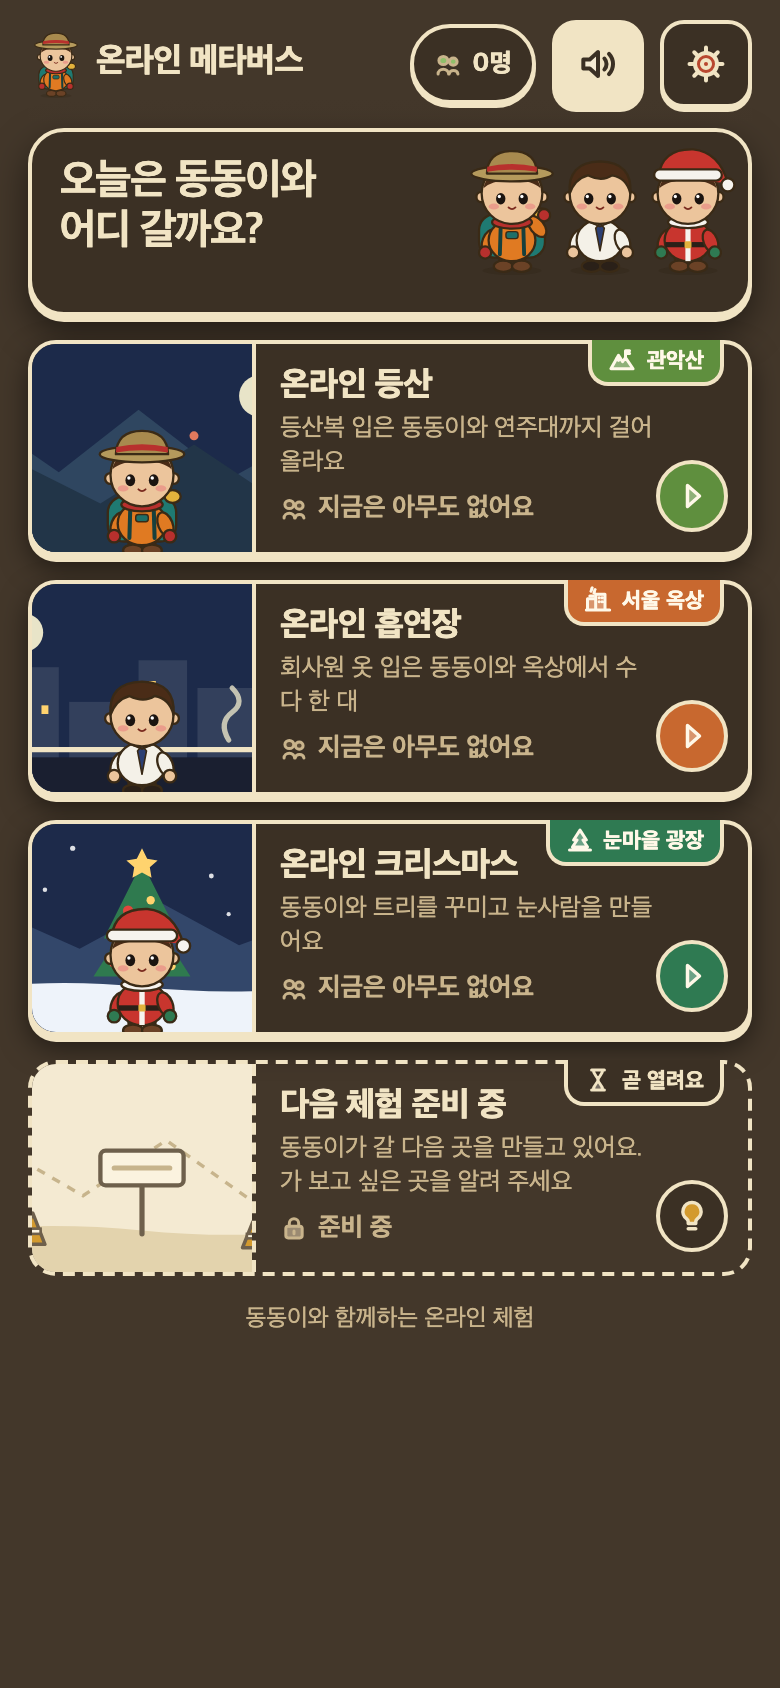 온라인 메타버스
0명
오늘은 동동이와
어디 갈까요?
관악산
온라인 등산
등산복 입은 동동이와 연주대까지 걸어
올라요
지금은 아무도 없어요
서울 옥상
온라인 흡연장
회사원 옷 입은 동동이와 옥상에서 수
다 한 대
지금은 아무도 없어요
눈마을 광장
온라인 크리스마스
동동이와 트리를 꾸미고 눈사람을 만들
어요
지금은 아무도 없어요
곧 열려요
다음 체험 준비 중
동동이가 갈 다음 곳을 만들고 있어요.
가 보고 싶은 곳을 알려 주세요
준비 중
동동이와 함께하는 온라인 체험